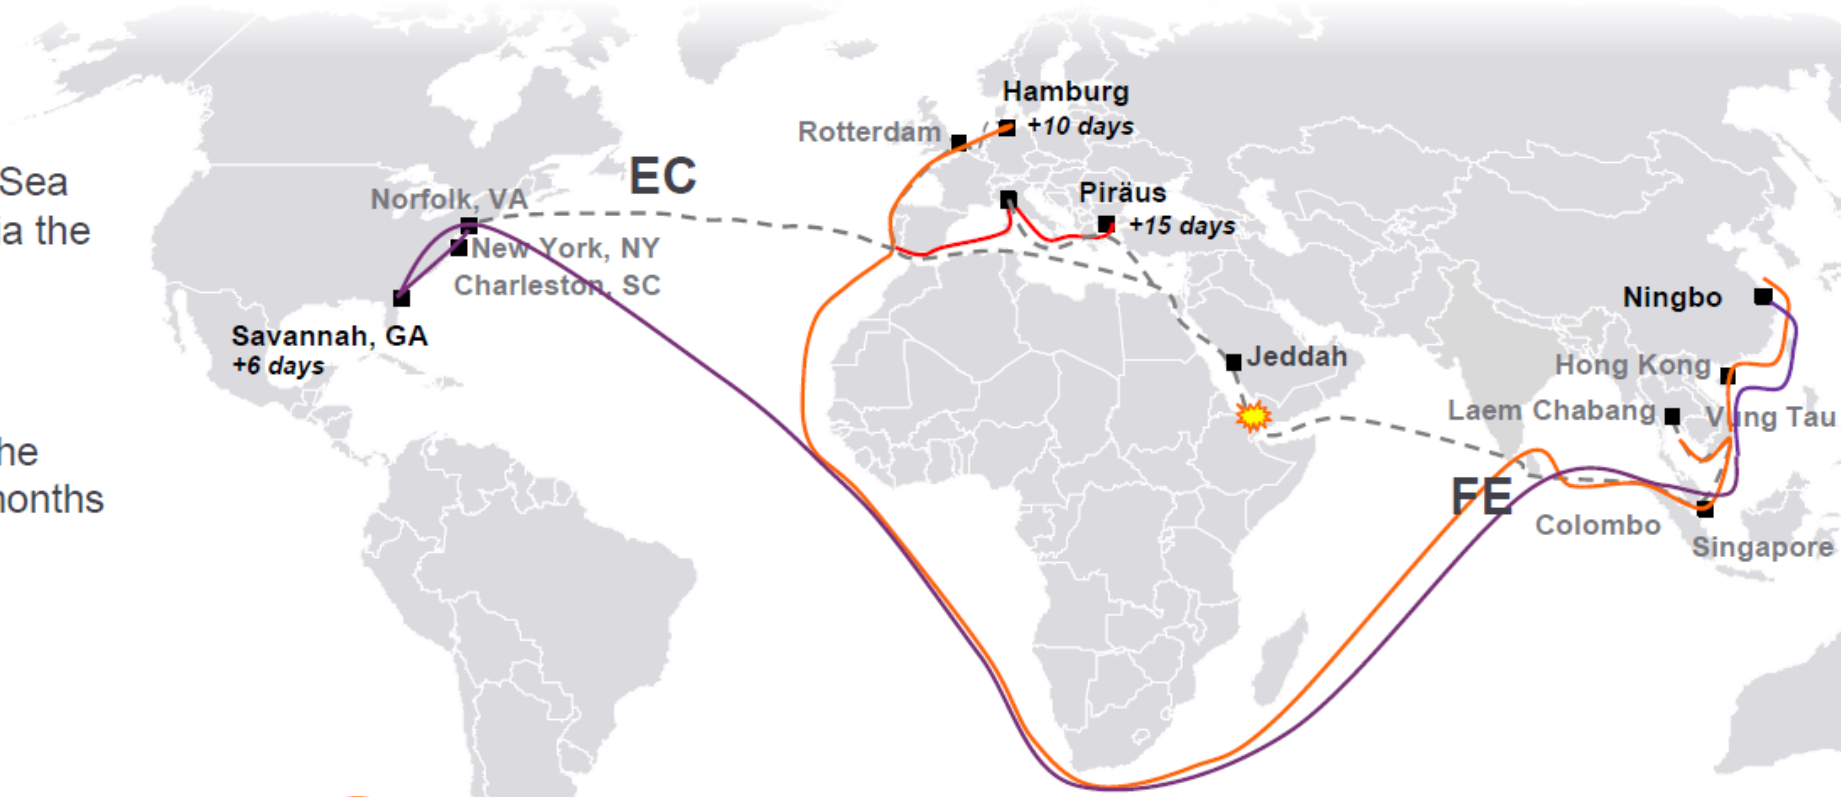 Sea
ia the
he
nonths
Hamburg
+10 days
Rotterdam
EC
Norfolk, VA
New York, NY
Charleston, SC
Savannah, GA
+6 days
Piräus
+15 days
Jeddah
Ningbo
Hong Kong
Laem Chabang
Vung Tau
FE
Colombo
Singapore